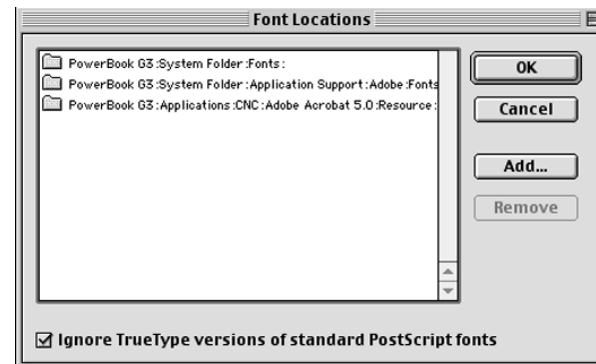 Font Locations
PowerBook G3:System Folder:Fonts:
PowerBook G3:System Folder:Application Support:Adobe:Fonts
PowerBook G3:Applications:CNC:Adobe Acrobat 5.0:Resource:
OK
Cancel
Add...
Remove
Ignore TrueType versions of standard PostScript fonts